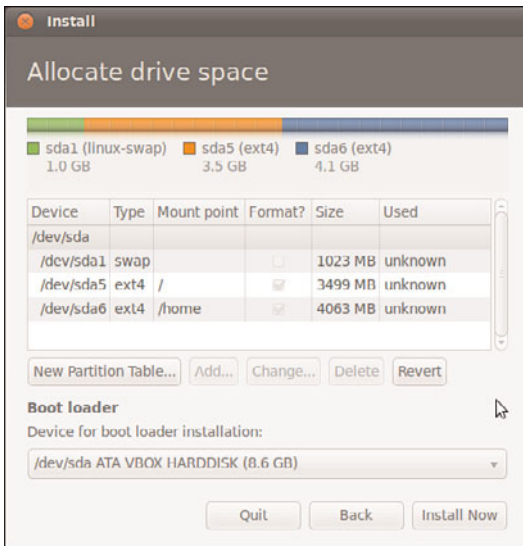 Install
Allocate drive space
sda1 (linux-swap) sda5 (ext4) sda6 (ext4)
1.0 GB 3.5 GB 4.1 GB
Device Type Mount point Format? Size Used
/dev/sda
/dev/sda1 swap 1023 MB unknown
/dev/sda5 ext4 / 3499 MB unknown
/dev/sda6 ext4 /home 4063 MB unknown
New Partition Table... Add... Change... Delete Revert
Boot loader
Device for boot loader installation:
/dev/sda ATA VBOX HARDDISK (8.6 GB)
Quit Back Install Now